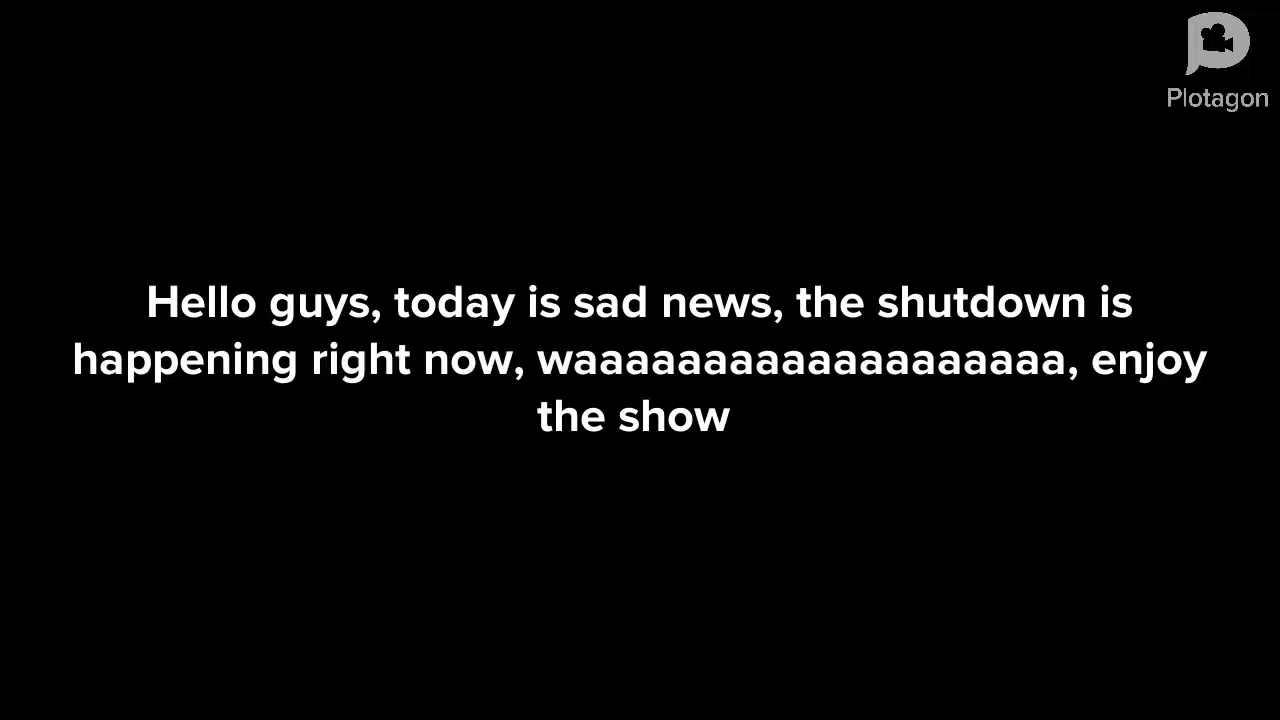 Plotagon
Hello guys, today is sad news, the shutdown is
happening right now, waaaaaaaaaaaaaaaaaaa, enjoy
the show